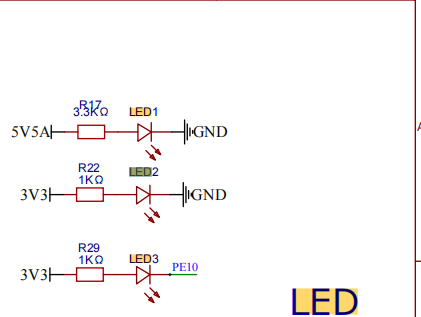 R17
3.3KΩ
LED1
5V5A
GND
R22
1KΩ
LED2
3V3
GND
R29
1KΩ
LED3
PE10
3V3
A
LED